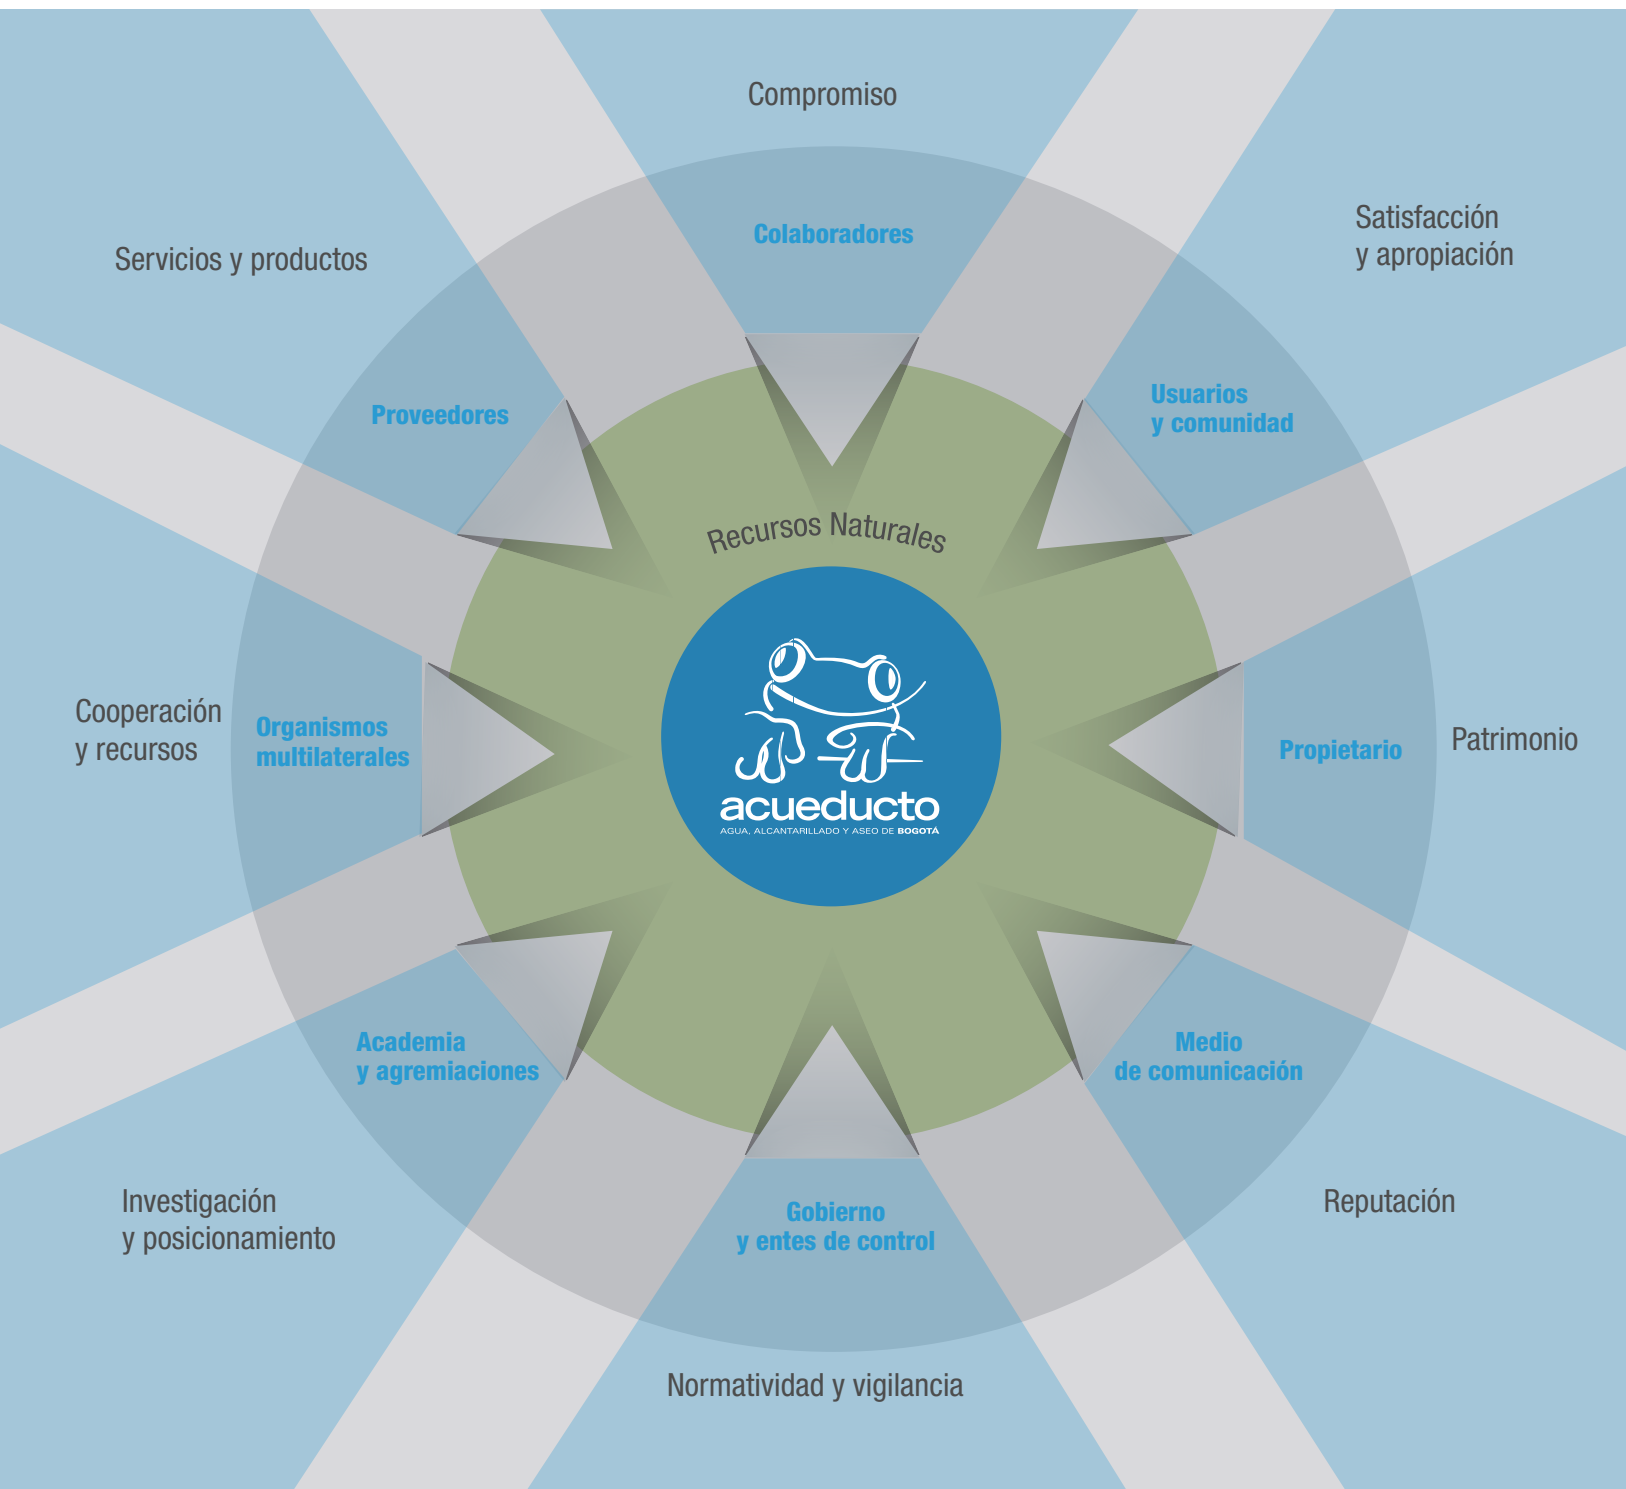 Compromiso
Colaboradores
Satisfacción
y apropiación
Servicios y productos
Usuarios
y comunidad
Proveedores
Recursos Naturales
Cooperación
y recursos
Organismos
multilaterales
acueducto
AGUA, ALCANTARILLADO Y ASEO DE BOGOTÁ
Propietario
Patrimonio
Academia
y agremiaciones
Medio
de comunicación
Investigación
y posicionamiento
Gobierno
y entes de control
Reputación
Normatividad y vigilancia